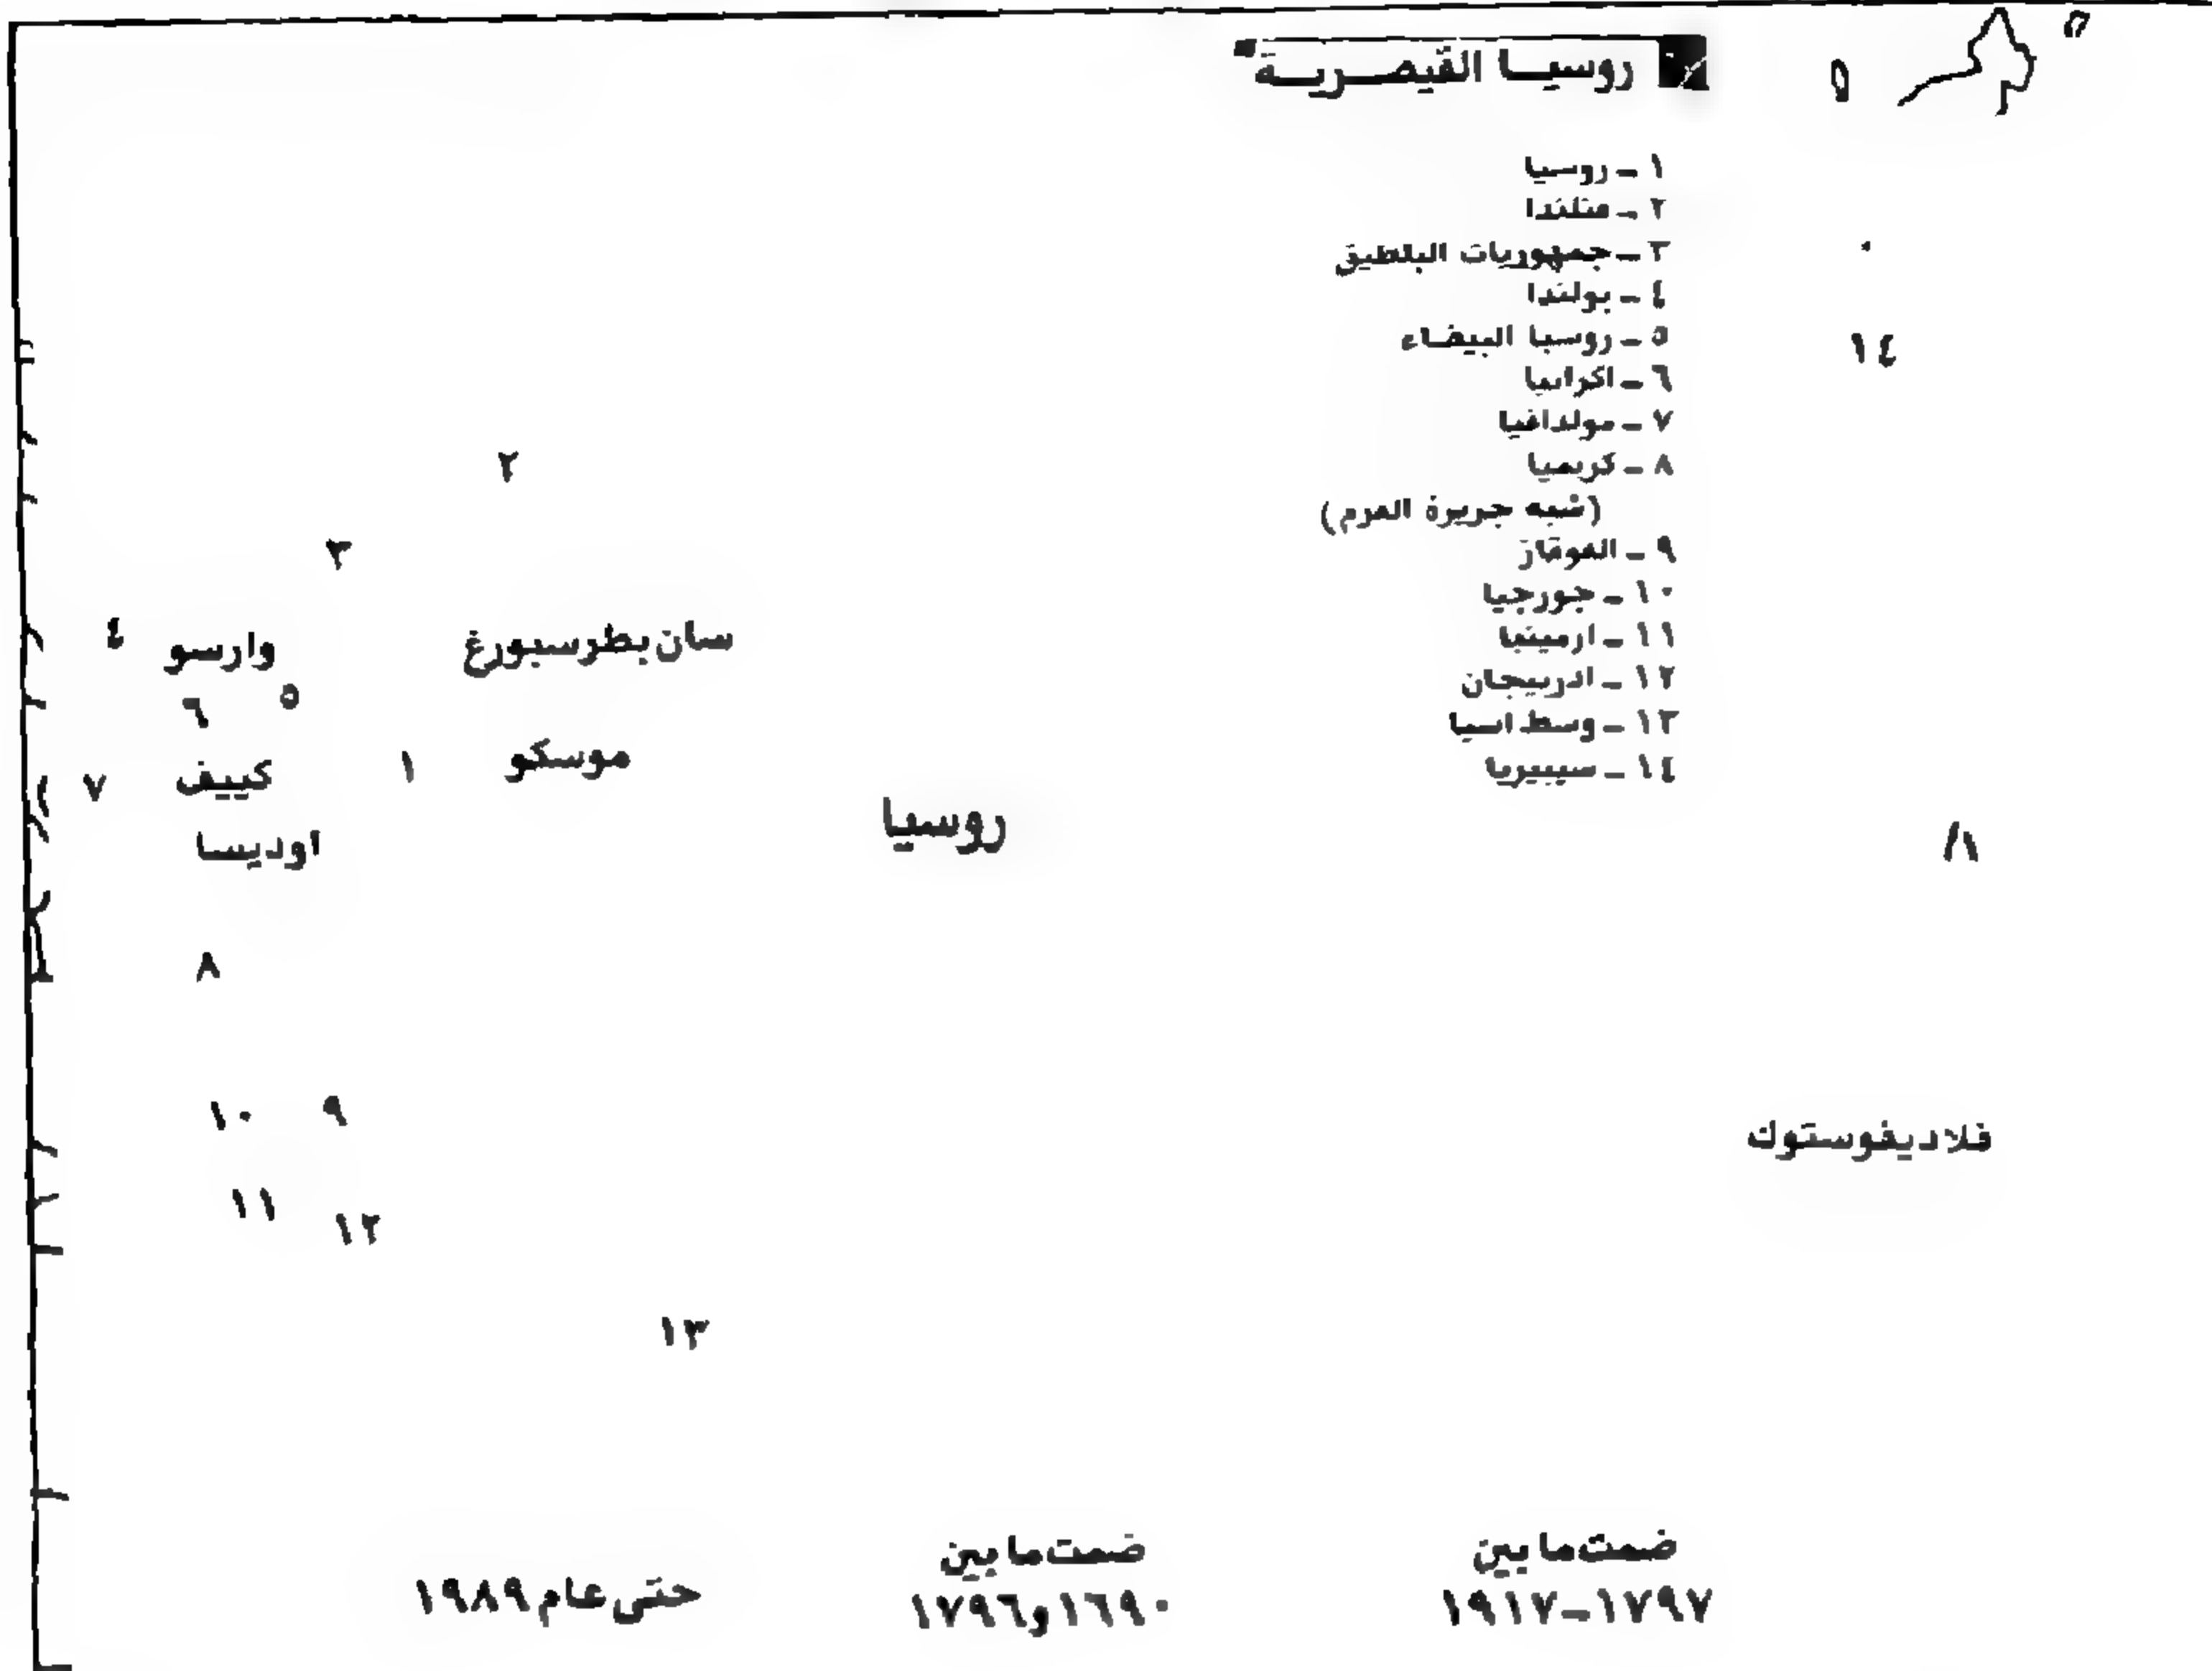 روسيا القيصرية
١ - روسيا
٢ - فنلندا
٣ - جمهوريات البلطيق
٤ - بولندا
٥ - روسيا البيضاء
٦ - اكرانيا
٧ - مولدافيا
٨ - كريميا
(شبه جزيرة القرم)
٩ - القوقاز
١٠ - جورجيا
١١ - ارمينيا
١٢ - اذربيجان
١٣ - وسط اسيا
١٤ - سيبيريا
١٤
٢
٣
سان بطرسبورغ
وارسو
٤
٥
٦
موسكو
١
كييف
٧
روسيا
اوديسا
٨
٩
١٠
فلاديفوستوك
١١
١٢
١٣
ضمت ما بين
١٧٩٧-١٩١٧
ضمت ما بين
١٦٩٠ و١٧٩٦
حتى عام ١٩٨٩